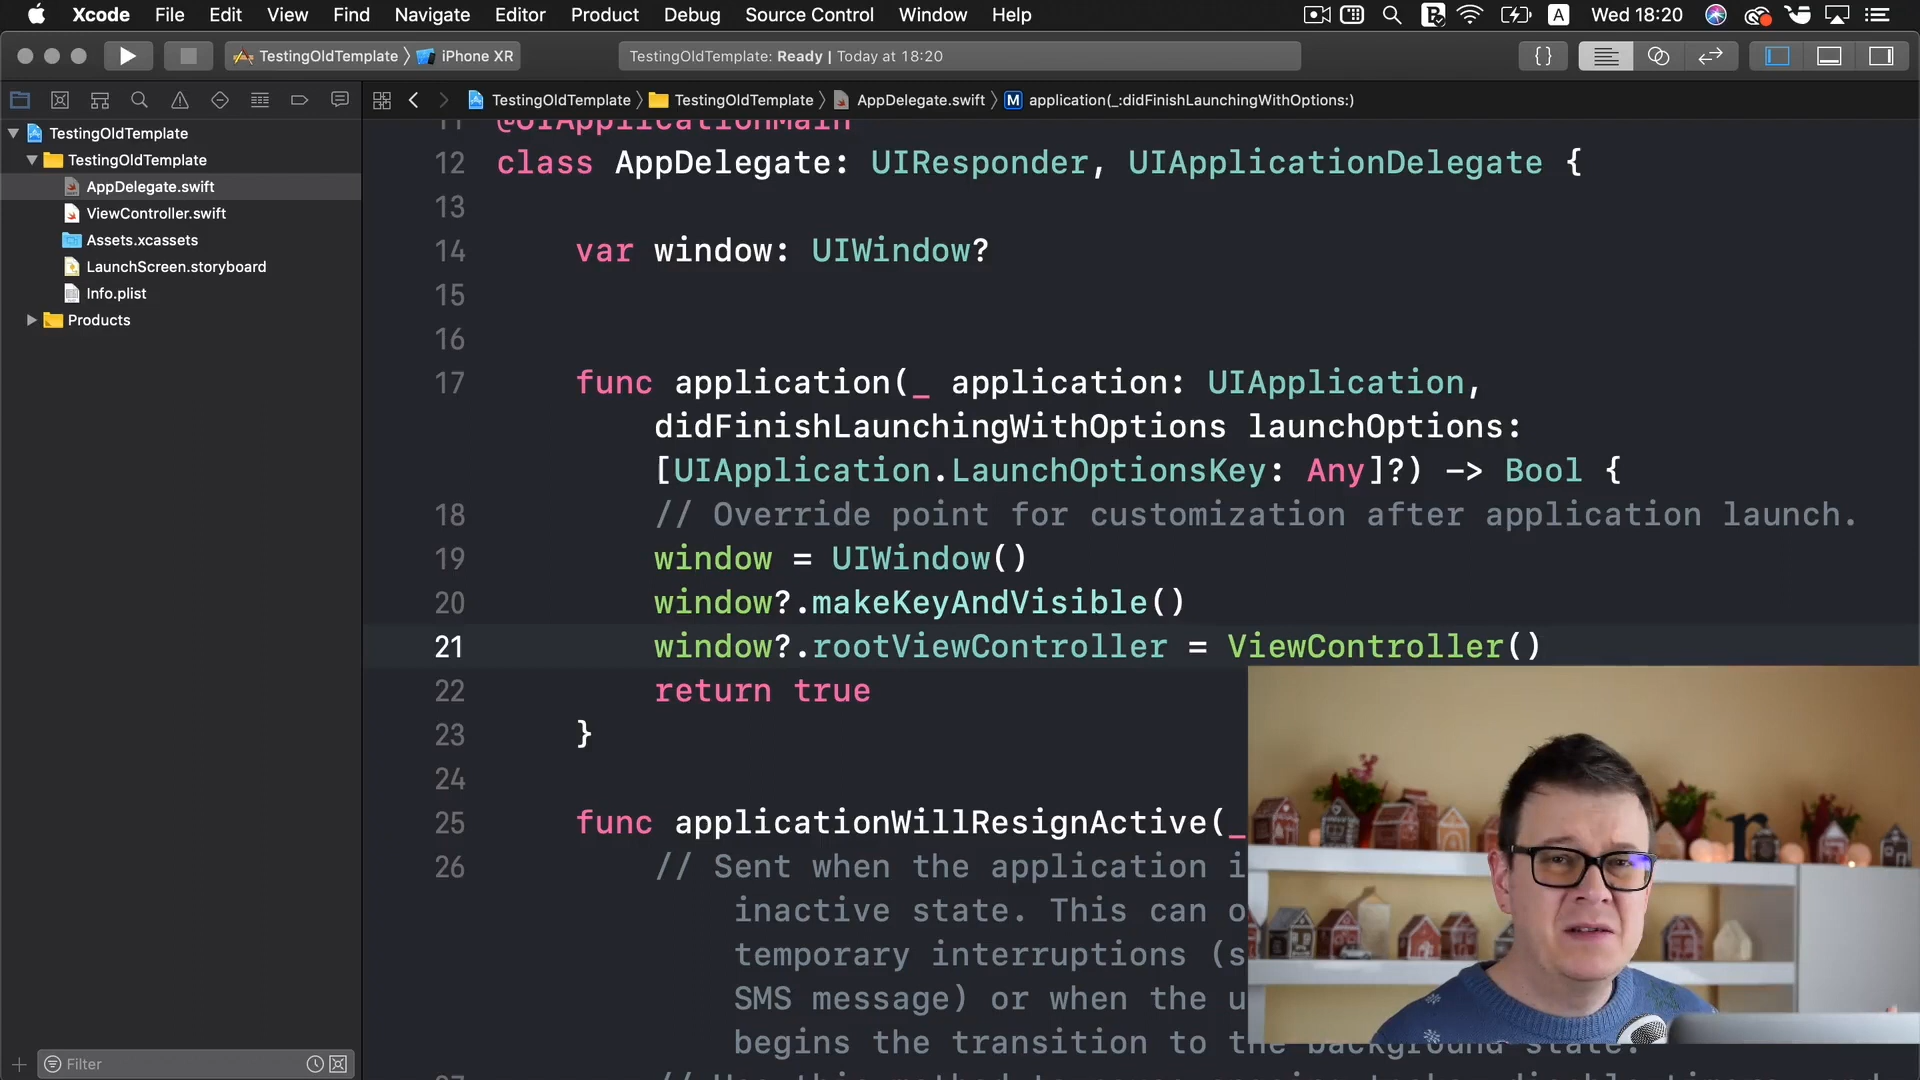 Xcode File Edit View Find Navigate Editor Product Debug Source Control Window Help A Wed 18:20
TestingOldTemplate iPhone XR TestingOldTemplate: Ready | Today at 18:20 {}
TestingOldTemplate TestingOldTemplate AppDelegate.swift M application(_:didFinishLaunchingWithOptions:)
TestingOldTemplate
TestingOldTemplate
AppDelegate.swift
ViewController.swift
Assets.xcassets
LaunchScreen.storyboard
Info.plist
Products
Filter
11 @UIApplicationMain
12 class AppDelegate: UIResponder, UIApplicationDelegate {
13
14 var window: UIWindow?
15
16
17 func application(_ application: UIApplication,
didFinishLaunchingWithOptions launchOptions:
[UIApplication.LaunchOptionsKey: Any]?) -> Bool {
18 // Override point for customization after application launch.
19 window = UIWindow()
20 window?.makeKeyAndVisible()
21 window?.rootViewController = ViewController()
22 return true
23 }
24
25 func applicationWillResignActive(_
26 // Sent when the application i
inactive state. This can o
temporary interruptions (s
SMS message) or when the u
begins the transition to the background state.